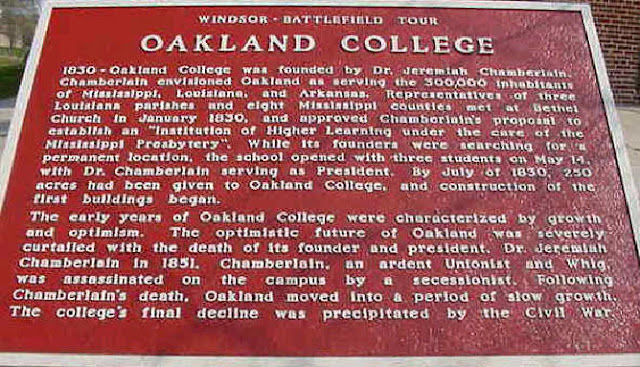 WINDSOR - BATTLEFIELD TOUR
OAKLAND COLLEGE
1830 - Oakland College was founded by Dr. Jeremiah Chamberlain.
Chamberlain envisioned Oakland as serving the 300,000 inhabitants
of Mississippi, Louisiana, and Arkansas. Representatives of three
Louisiana parishes and eight Mississippi counties met at Bethel
Church in January 1830, and approved Chamberlain's proposal to
establish an "Institution of Higher Learning under the care of the
Mississippi Presbytery". While its founders were searching for a
permanent location, the school opened with three students on May 14,
with Dr. Chamberlain serving as President. By July of 1830, 250
acres had been given to Oakland College, and construction of the
first buildings began.
The early years of Oakland College were characterized by growth
and optimism. The optimistic future of Oakland was severely
curtailed with the death of its founder and president, Dr. Jeremiah
Chamberlain in 1851. Chamberlain, an ardent Unionist and Whig,
was assassinated on the campus by a secessionist. Following
Chamberlain's death, Oakland moved into a period of slow growth.
The college's final decline was precipitated by the Civil War.